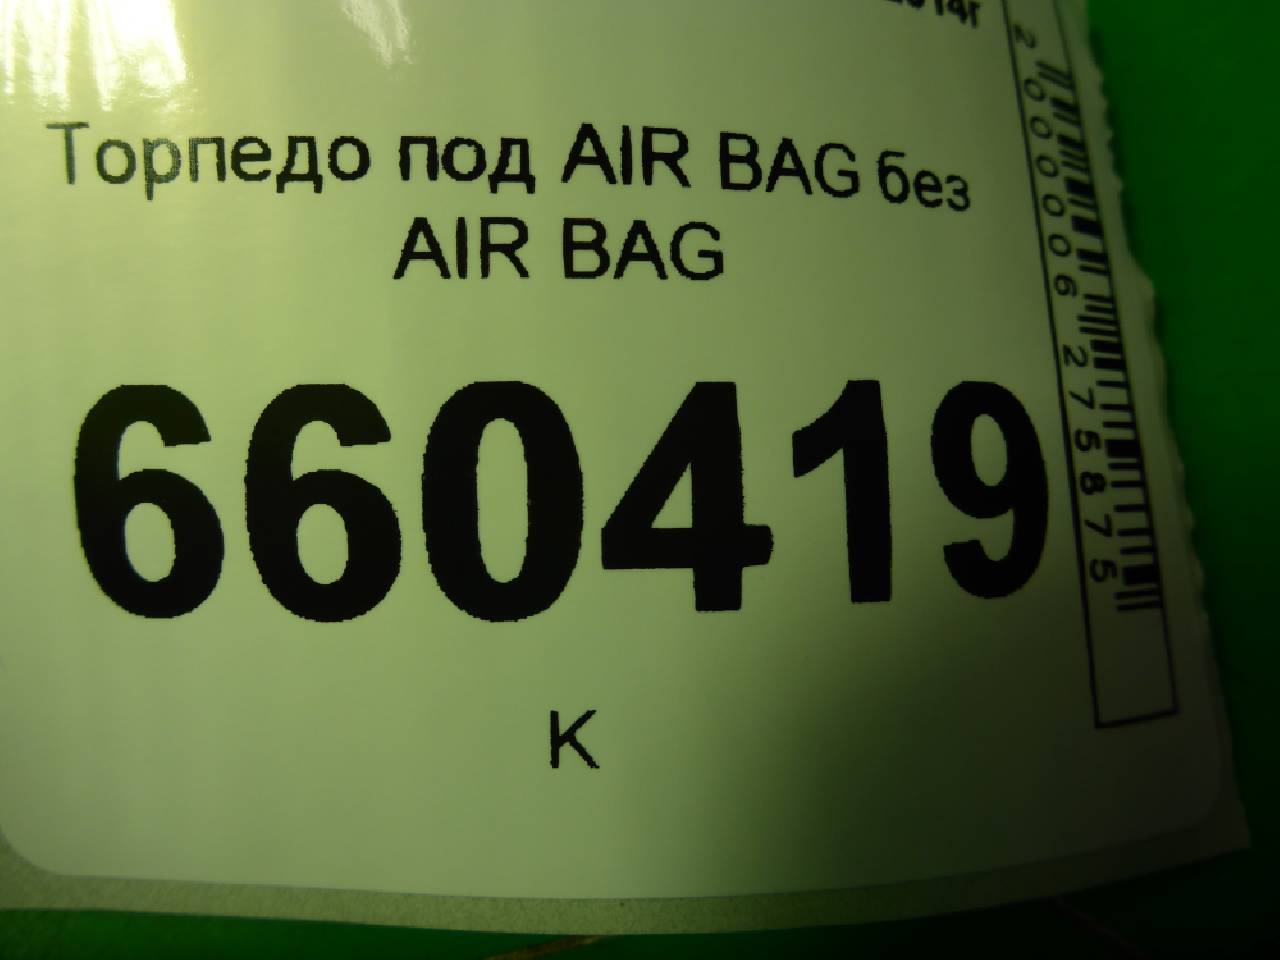 Торпедо под AIR BAG без
AIR BAG
660419
К
2000006275875